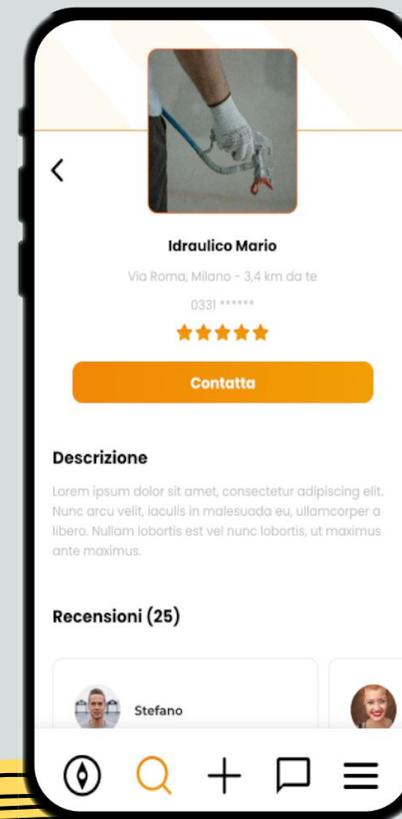 Idraulico Mario
Via Roma, Milano - 3,4 km da te
0331 ******
Contatta
Descrizione
Lorem ipsum dolor sit amet, consectetur adipiscing elit.
Nunc arcu velit, iaculis in malesuada eu, ullamcorper a
libero. Nullam lobortis est vel nunc lobortis, ut maximus
ante maximus.
Recensioni (25)
Stefano